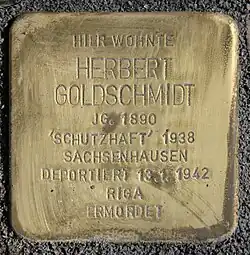 HIER WOHNTE
HERBERT
GOLDSCHMIDT
JG. 1890
'SCHUTZHAFT' 1938
SACHSENHAUSEN
DEPORTIERT 13.1.1942
RIGA
ERMORDET